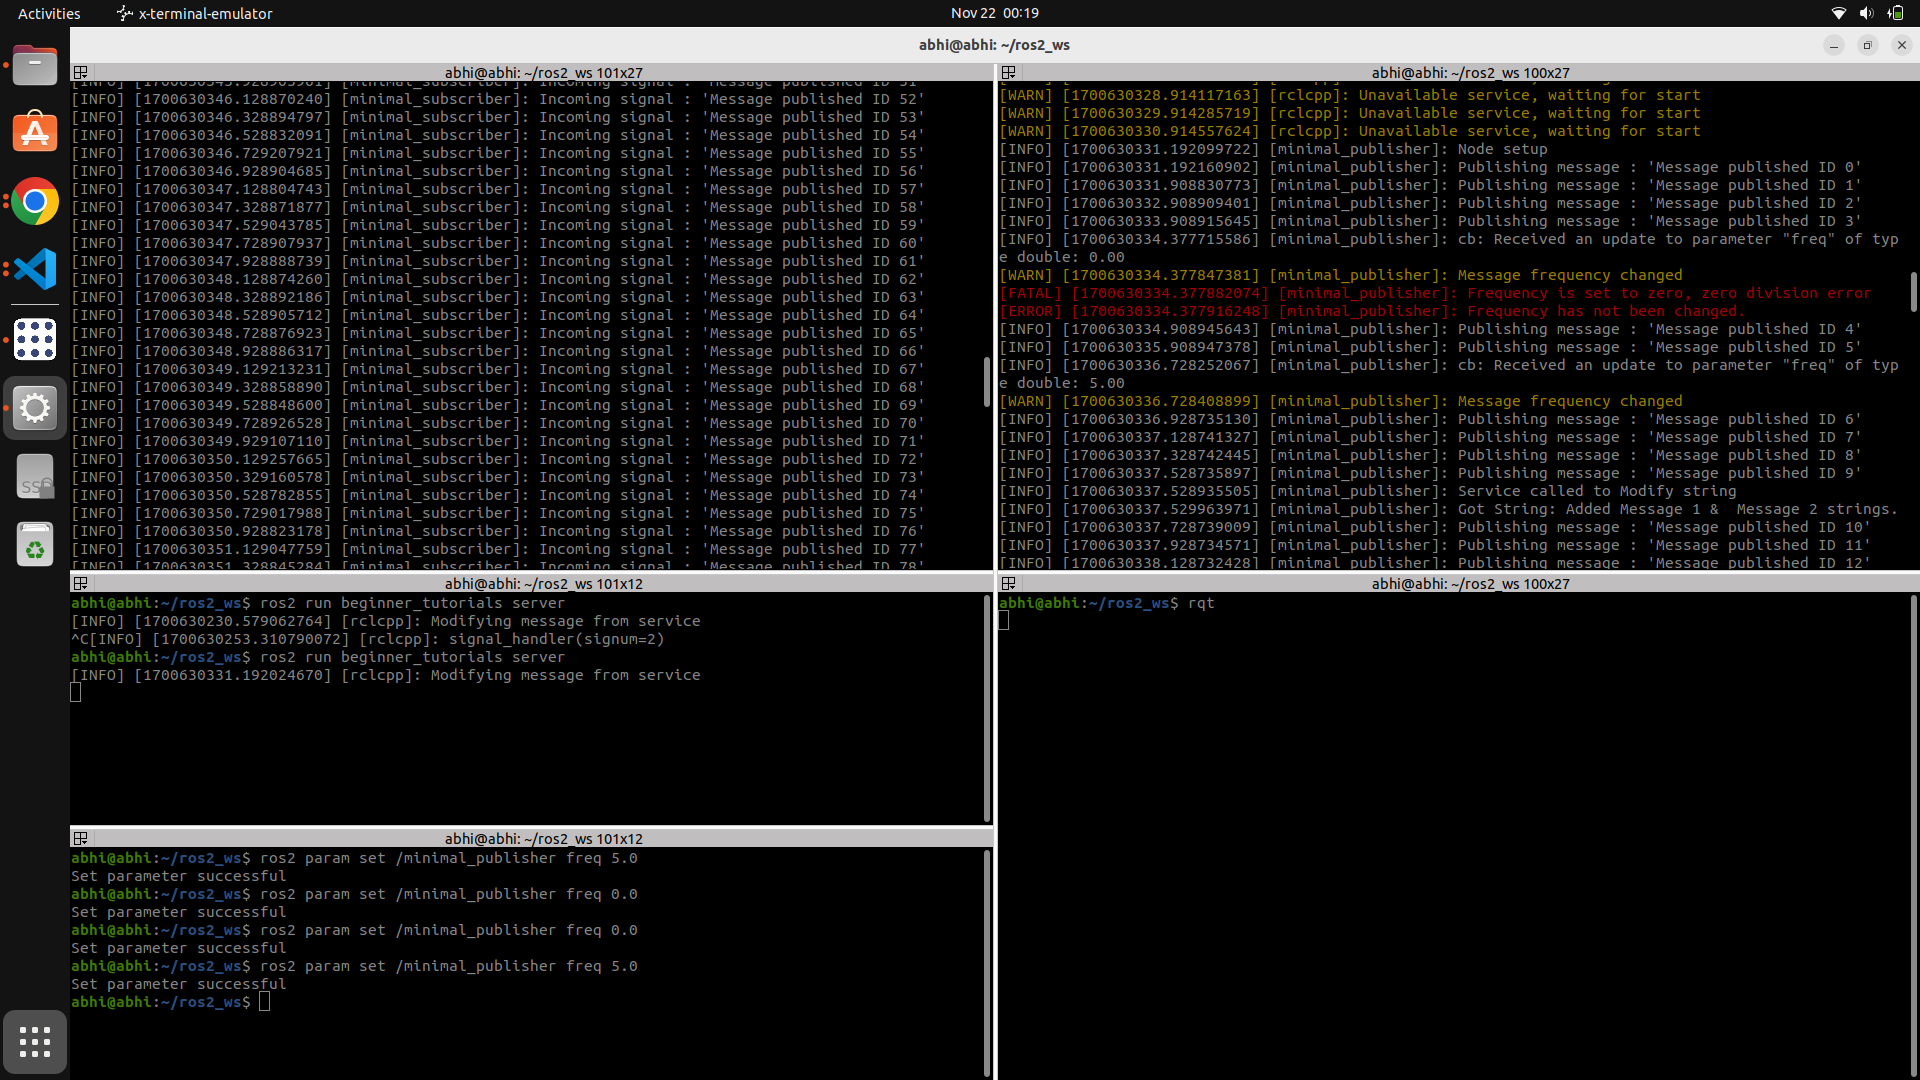 Activities
x-terminal-emulator
Nov 22 00:19
abhi@abhi: ~/ros2_ws
abhi@abhi: ~/ros2_ws 101x27
[INFO] [1700630346.128870240] [minimal_subscriber]: Incoming signal : 'Message published ID 52'
[INFO] [1700630346.328894797] [minimal_subscriber]: Incoming signal : 'Message published ID 53'
[INFO] [1700630346.528832091] [minimal_subscriber]: Incoming signal : 'Message published ID 54'
[INFO] [1700630346.729207921] [minimal_subscriber]: Incoming signal : 'Message published ID 55'
[INFO] [1700630346.928904685] [minimal_subscriber]: Incoming signal : 'Message published ID 56'
[INFO] [1700630347.128804743] [minimal_subscriber]: Incoming signal : 'Message published ID 57'
[INFO] [1700630347.328871877] [minimal_subscriber]: Incoming signal : 'Message published ID 58'
[INFO] [1700630347.529043785] [minimal_subscriber]: Incoming signal : 'Message published ID 59'
[INFO] [1700630347.728907937] [minimal_subscriber]: Incoming signal : 'Message published ID 60'
[INFO] [1700630347.928888739] [minimal_subscriber]: Incoming signal : 'Message published ID 61'
[INFO] [1700630348.128874260] [minimal_subscriber]: Incoming signal : 'Message published ID 62'
[INFO] [1700630348.328892186] [minimal_subscriber]: Incoming signal : 'Message published ID 63'
[INFO] [1700630348.528905712] [minimal_subscriber]: Incoming signal : 'Message published ID 64'
[INFO] [1700630348.728876923] [minimal_subscriber]: Incoming signal : 'Message published ID 65'
[INFO] [1700630348.928886317] [minimal_subscriber]: Incoming signal : 'Message published ID 66'
[INFO] [1700630349.129213231] [minimal_subscriber]: Incoming signal : 'Message published ID 67'
[INFO] [1700630349.328858890] [minimal_subscriber]: Incoming signal : 'Message published ID 68'
[INFO] [1700630349.528848600] [minimal_subscriber]: Incoming signal : 'Message published ID 69'
[INFO] [1700630349.728926528] [minimal_subscriber]: Incoming signal : 'Message published ID 70'
[INFO] [1700630349.929107110] [minimal_subscriber]: Incoming signal : 'Message published ID 71'
[INFO] [1700630350.129257665] [minimal_subscriber]: Incoming signal : 'Message published ID 72'
[INFO] [1700630350.329160578] [minimal_subscriber]: Incoming signal : 'Message published ID 73'
[INFO] [1700630350.528782855] [minimal_subscriber]: Incoming signal : 'Message published ID 74'
[INFO] [1700630350.729017988] [minimal_subscriber]: Incoming signal : 'Message published ID 75'
[INFO] [1700630350.928823178] [minimal_subscriber]: Incoming signal : 'Message published ID 76'
[INFO] [1700630351.129047759] [minimal_subscriber]: Incoming signal : 'Message published ID 77'
[INFO] [1700630351.328845284] [minimal_subscriber]: Incoming signal : 'Message published ID 78'
abhi@abhi: ~/ros2_ws 100x27
[WARN] [1700630328.914117163] [rclcpp]: Unavailable service, waiting for start
[WARN] [1700630329.914285719] [rclcpp]: Unavailable service, waiting for start
[WARN] [1700630330.914557624] [rclcpp]: Unavailable service, waiting for start
[INFO] [1700630331.192099722] [minimal_publisher]: Node setup
[INFO] [1700630331.192160902] [minimal_publisher]: Publishing message : 'Message published ID 0'
[INFO] [1700630331.908830773] [minimal_publisher]: Publishing message : 'Message published ID 1'
[INFO] [1700630332.908909401] [minimal_publisher]: Publishing message : 'Message published ID 2'
[INFO] [1700630333.908915645] [minimal_publisher]: Publishing message : 'Message published ID 3'
[INFO] [1700630334.377715586] [minimal_publisher]: cb: Received an update to parameter "freq" of typ
e double: 0.00
[WARN] [1700630334.377847381] [minimal_publisher]: Message frequency changed
[FATAL] [1700630334.377882074] [minimal_publisher]: Frequency is set to zero, zero division error
[ERROR] [1700630334.377916248] [minimal_publisher]: Frequency has not been changed.
[INFO] [1700630334.908945643] [minimal_publisher]: Publishing message : 'Message published ID 4'
[INFO] [1700630335.908947378] [minimal_publisher]: Publishing message : 'Message published ID 5'
[INFO] [1700630336.728252067] [minimal_publisher]: cb: Received an update to parameter "freq" of typ
e double: 5.00
[WARN] [1700630336.728408899] [minimal_publisher]: Message frequency changed
[INFO] [1700630336.928735130] [minimal_publisher]: Publishing message : 'Message published ID 6'
[INFO] [1700630337.128741327] [minimal_publisher]: Publishing message : 'Message published ID 7'
[INFO] [1700630337.328742445] [minimal_publisher]: Publishing message : 'Message published ID 8'
[INFO] [1700630337.528735897] [minimal_publisher]: Publishing message : 'Message published ID 9'
[INFO] [1700630337.528935505] [minimal_publisher]: Service called to Modify string
[INFO] [1700630337.529963971] [minimal_publisher]: Got String: Added Message 1 &  Message 2 strings.
[INFO] [1700630337.728739009] [minimal_publisher]: Publishing message : 'Message published ID 10'
[INFO] [1700630337.928734571] [minimal_publisher]: Publishing message : 'Message published ID 11'
[INFO] [1700630338.128732428] [minimal_publisher]: Publishing message : 'Message published ID 12'
abhi@abhi: ~/ros2_ws 101x12
abhi@abhi:~/ros2_ws$ ros2 run beginner_tutorials server
[INFO] [1700630230.579062764] [rclcpp]: Modifying message from service
^C[INFO] [1700630253.310790072] [rclcpp]: signal_handler(signum=2)
abhi@abhi:~/ros2_ws$ ros2 run beginner_tutorials server
[INFO] [1700630331.192024670] [rclcpp]: Modifying message from service
abhi@abhi: ~/ros2_ws 100x27
abhi@abhi:~/ros2_ws$ rqt
abhi@abhi: ~/ros2_ws 101x12
abhi@abhi:~/ros2_ws$ ros2 param set /minimal_publisher freq 5.0
Set parameter successful
abhi@abhi:~/ros2_ws$ ros2 param set /minimal_publisher freq 0.0
Set parameter successful
abhi@abhi:~/ros2_ws$ ros2 param set /minimal_publisher freq 0.0
Set parameter successful
abhi@abhi:~/ros2_ws$ ros2 param set /minimal_publisher freq 5.0
Set parameter successful
abhi@abhi:~/ros2_ws$